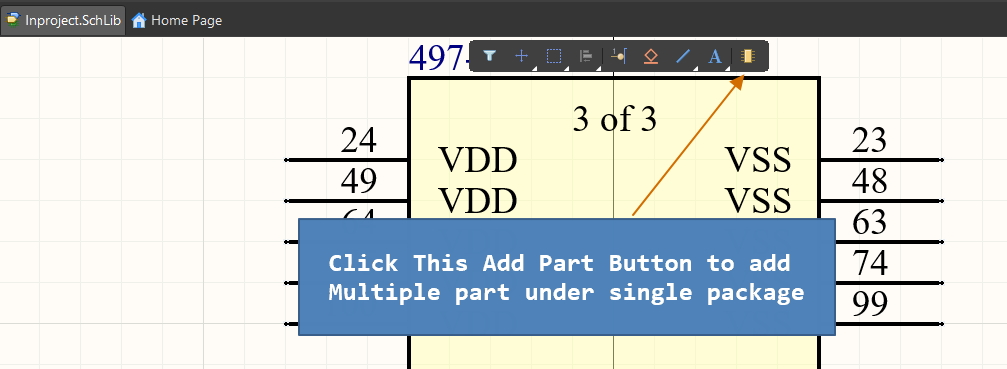 Inproject.SchLib Home Page
497-
A
3 of 3
24 VDD VSS 23
49 VDD VSS 48
64 63
Click This Add Part Button to add
Multiple part under single package
74
99